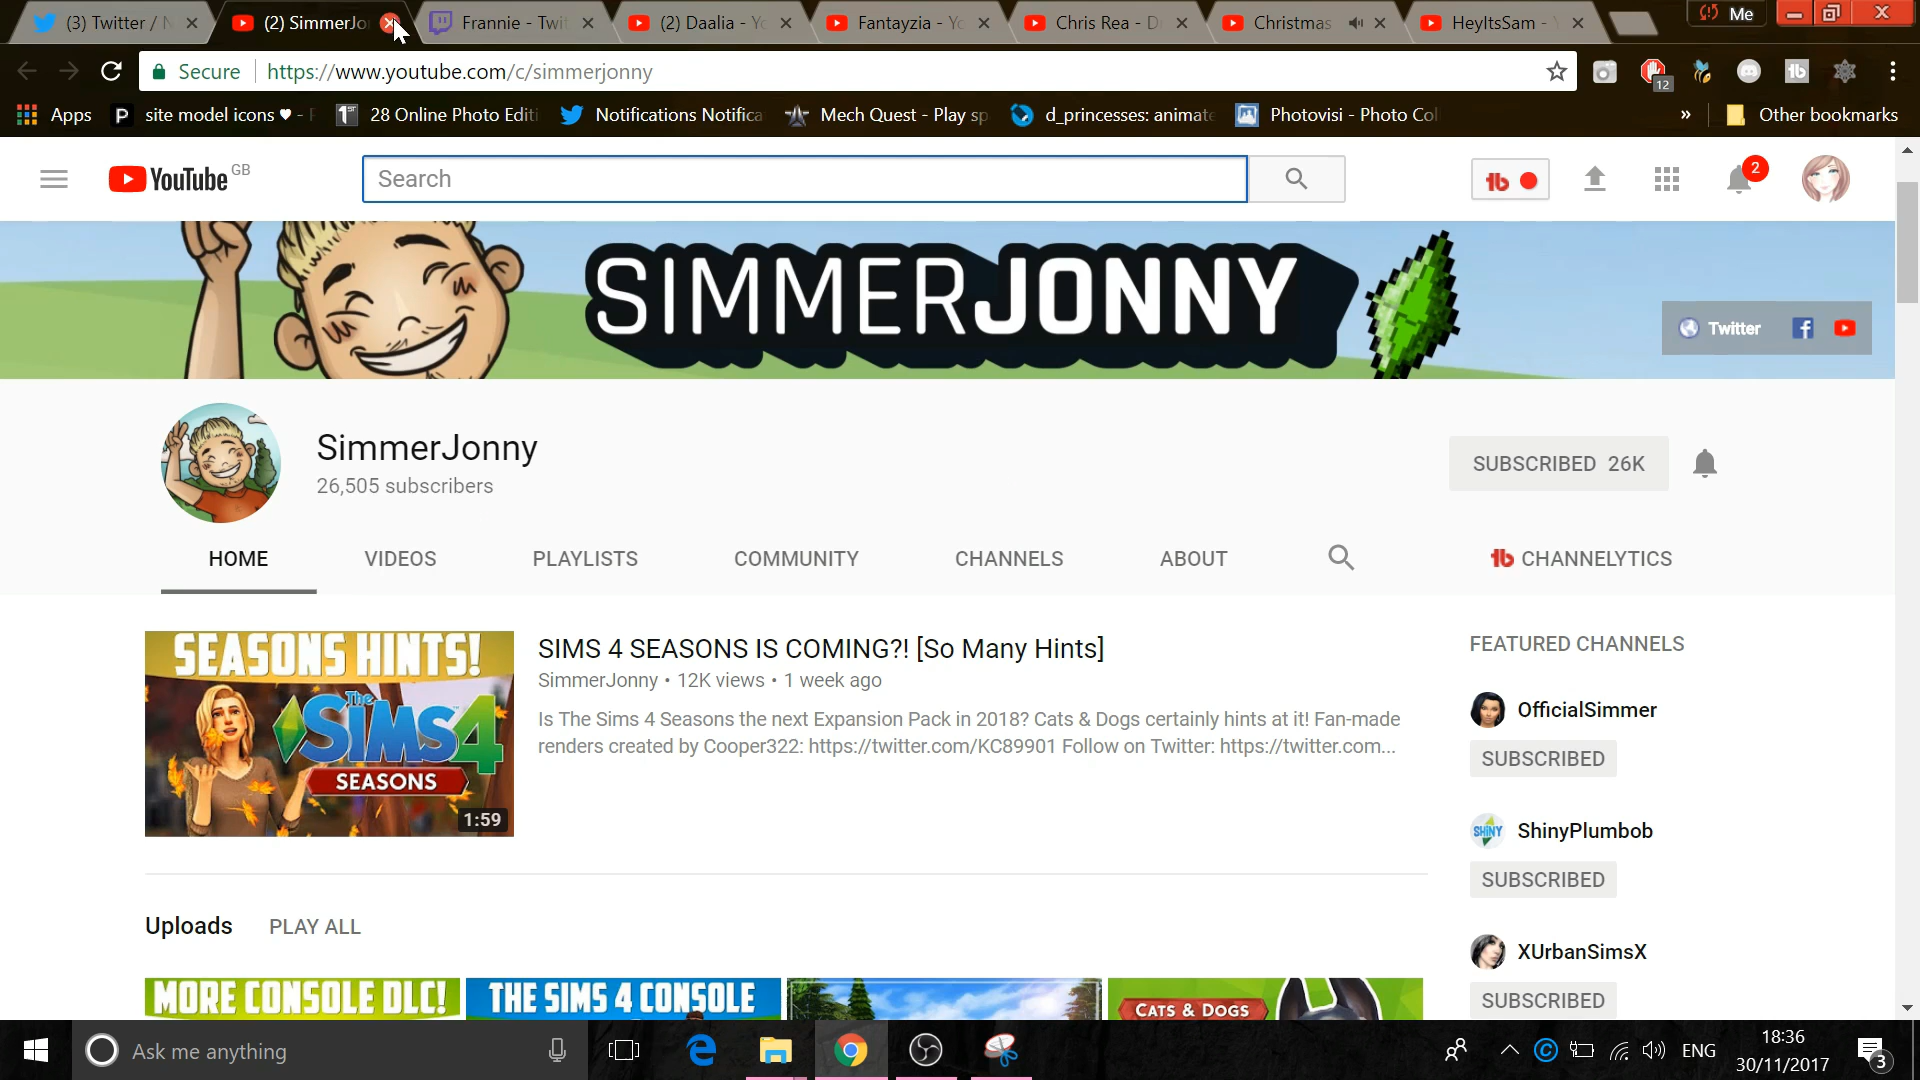 (3) Twitter / N
(2) SimmerJo
Frannie - Twit
(2) Daalia - Yo
Fantayzia - Yo
Chris Rea - D
Christmas
HeyItsSam - Y
Me
Secure
https://www.youtube.com/c/simmerjonny
12
Apps
site model icons ♥ - F
28 Online Photo Editi
Notifications Notifica
Mech Quest - Play sp
d_princesses: animate
Photovisi - Photo Col
»
Other bookmarks
YouTube GB
Search
2
SIMMERJONNY
Twitter
SimmerJonny
26,505 subscribers
SUBSCRIBED 26K
HOME
VIDEOS
PLAYLISTS
COMMUNITY
CHANNELS
ABOUT
CHANNELYTICS
SEASONS HINTS!
The SIMS 4
SEASONS
1:59
SIMS 4 SEASONS IS COMING?! [So Many Hints]
SimmerJonny • 12K views • 1 week ago
Is The Sims 4 Seasons the next Expansion Pack in 2018? Cats & Dogs certainly hints at it! Fan-made
renders created by Cooper322: https://twitter.com/KC89901 Follow on Twitter: https://twitter.com...
FEATURED CHANNELS
OfficialSimmer
SUBSCRIBED
SHINY
ShinyPlumbob
SUBSCRIBED
XUrbanSimsX
SUBSCRIBED
Uploads
PLAY ALL
MORE CONSOLE DLC!
THE SIMS 4 CONSOLE
CATS & DOGS
Ask me anything
ENG
18:36
30/11/2017
3